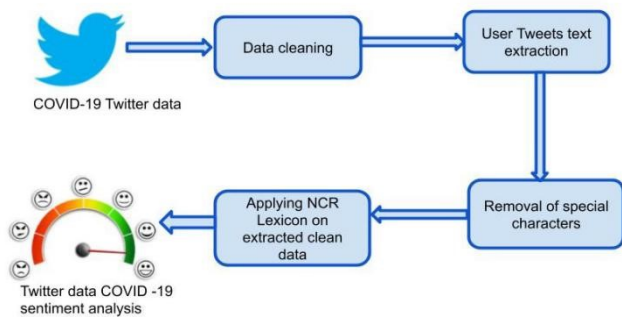 Data cleaning
User Tweets text
extraction
COVID-19 Twitter data
Removal of special
characters
Applying NCR
Lexicon on
extracted clean
data
Twitter data COVID -19
sentiment analysis